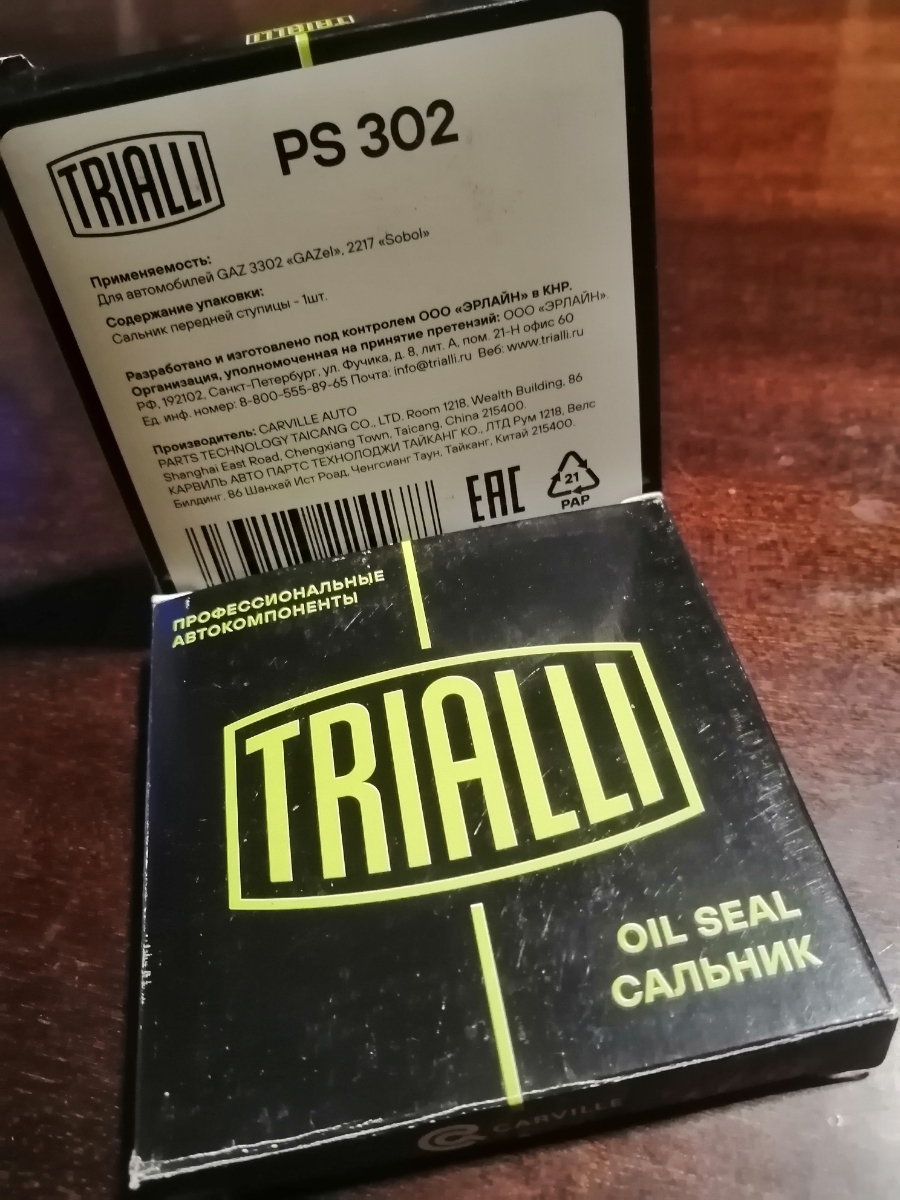 TRIALLI
TRIALLI
PS 302
Применяемость:
Для автомобилей GAZ 3302 «GAZel», 2217 «Sobol»
Содержание упаковки:
Сальник передней ступицы - 1шт.
Разработано и изготовлено под контролем ООО «ЭРЛАЙН» в КНР.
Организация, уполномоченная на принятие претензий: ООО «ЭРЛАЙН».
РФ, 192102, Санкт-Петербург, ул. Фучика, д. 8, лит. А, пом. 21-Н офис 60
Ед. инф. номер: 8-800-555-89-65 Почта: info@trialli.ru Веб: www.trialli.ru
Производитель: CARVILLE AUTO
PARTS TECHNOLOGY TAICANG CO., LTD. Room 1218, Wealth Building, 86
Shanghai East Road, Chengxiang Town, Taicang, China 215400.
КАРВИЛЬ АВТО ПАРТС ТЕХНОЛОДЖИ ТАЙКАНГ КО., ЛТД Рум 1218, Велс
Билдинг, 86 Шанхай Ист Роад, Ченгсианг Таун, Тайканг, Китай 215400.
EAC
21
PAP
ПРОФЕССИОНАЛЬНЫЕ
АВТОКОМПОНЕНТЫ
TRIALLI
OIL SEAL
САЛЬНИК
CARVILLE